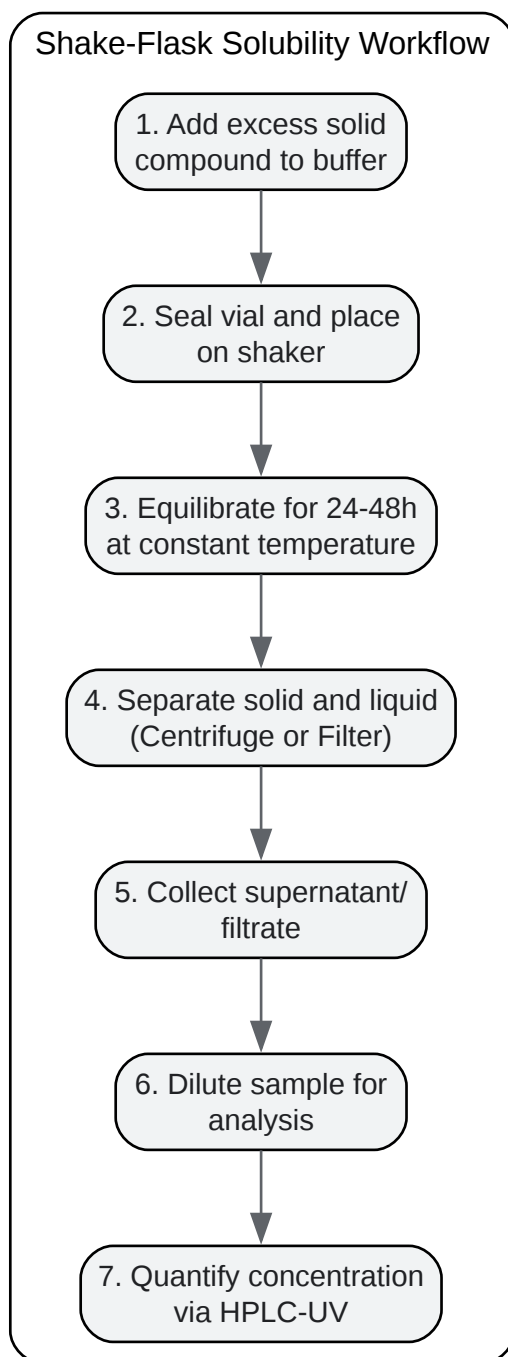 Shake-Flask Solubility Workflow
1. Add excess solid
compound to buffer
2. Seal vial and place
on shaker
3. Equilibrate for 24-48h
at constant temperature
4. Separate solid and liquid
(Centrifuge or Filter)
5. Collect supernatant/
filtrate
6. Dilute sample for
analysis
7. Quantify concentration
via HPLC-UV